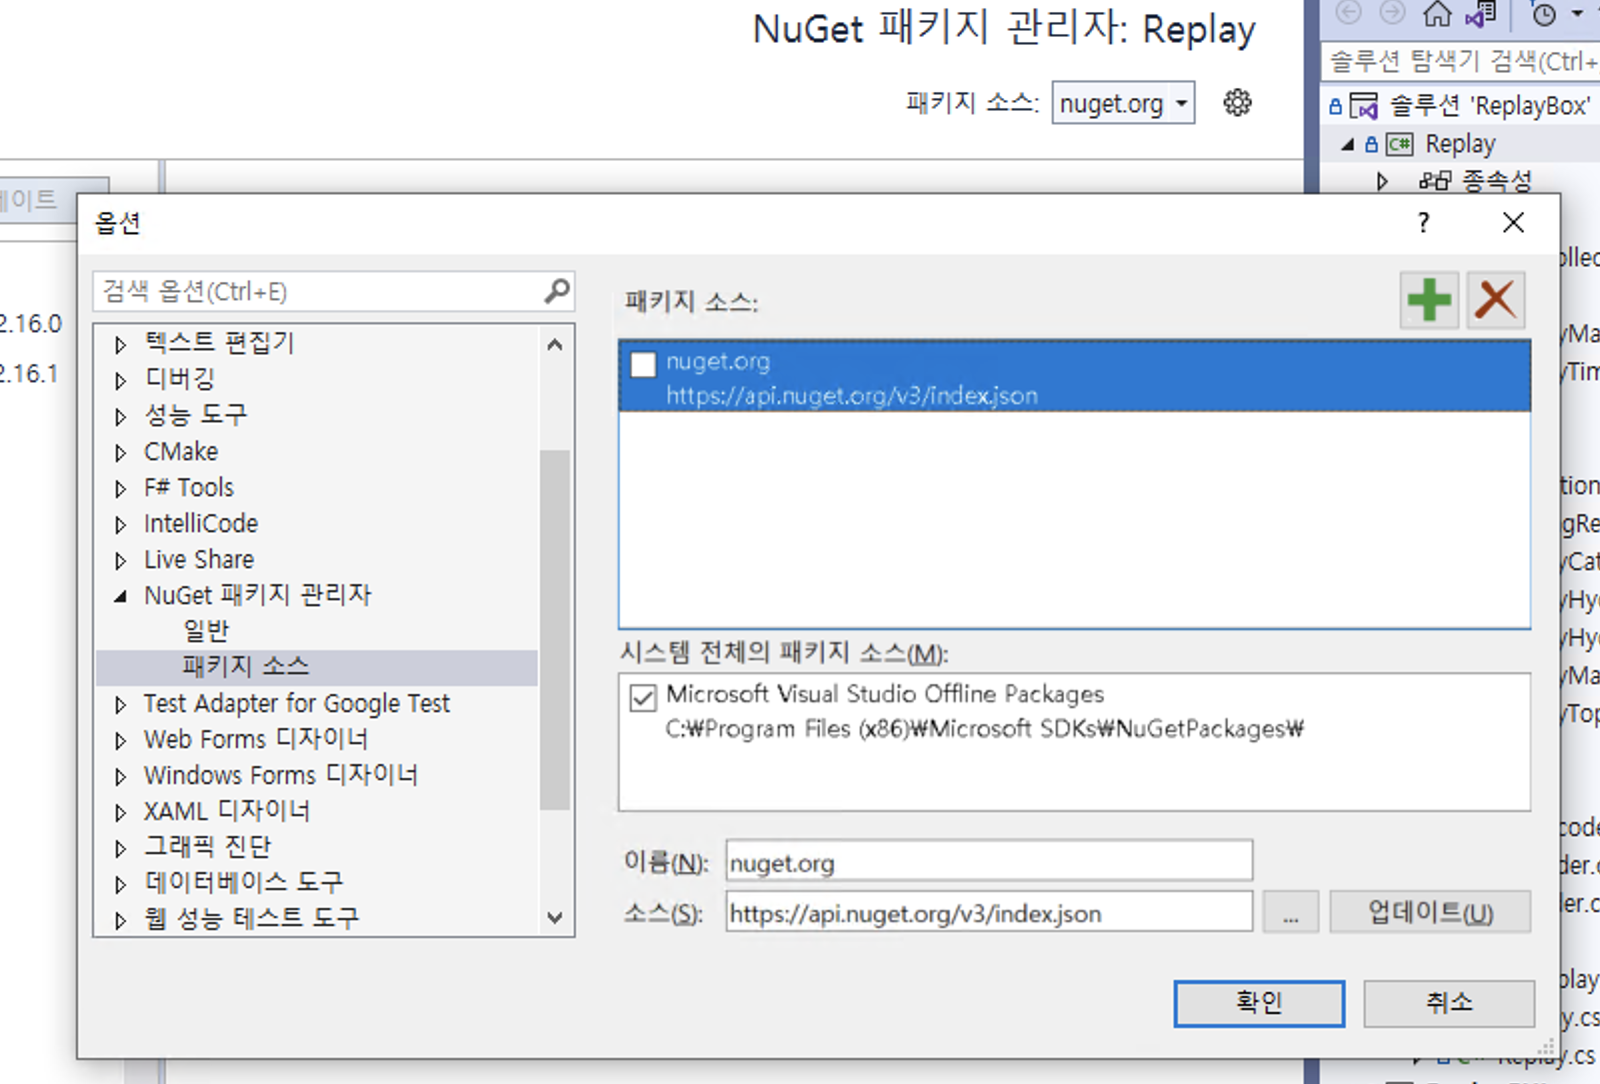 NuGet 패키지 관리자: Replay
패키지 소스: nuget.org
솔루션 탐색기 검색(Ctrl+
솔루션 'ReplayBox'
C# Replay
종속성
옵션
?
검색 옵션(Ctrl+E)
텍스트 편집기
디버깅
성능 도구
CMake
F# Tools
IntelliCode
Live Share
NuGet 패키지 관리자
일반
패키지 소스
Test Adapter for Google Test
Web Forms 디자이너
Windows Forms 디자이너
XAML 디자이너
그래픽 진단
데이터베이스 도구
웹 성능 테스트 도구
패키지 소스:
nuget.org
https://api.nuget.org/v3/index.json
시스템 전체의 패키지 소스(M):
Microsoft Visual Studio Offline Packages
C:₩Program Files (x86)₩Microsoft SDKs₩NuGetPackages₩
이름(N): nuget.org
소스(S): https://api.nuget.org/v3/index.json ... 업데이트(U)
확인 취소
2.16.0
2.16.1